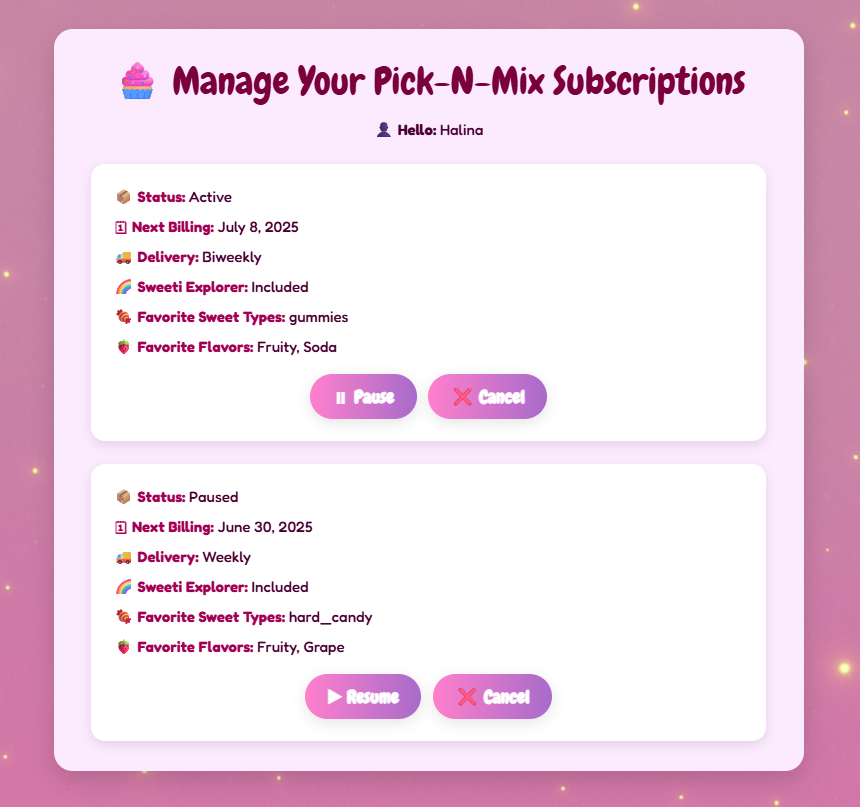 Manage Your Pick-N-Mix Subscriptions
Hello: Halina
Status: Active
Next Billing: July 8, 2025
Delivery: Biweekly
Sweeti Explorer: Included
Favorite Sweet Types: gummies
Favorite Flavors: Fruity, Soda
Pause
Cancel
Status: Paused
Next Billing: June 30, 2025
Delivery: Weekly
Sweeti Explorer: Included
Favorite Sweet Types: hard_candy
Favorite Flavors: Fruity, Grape
Resume
Cancel